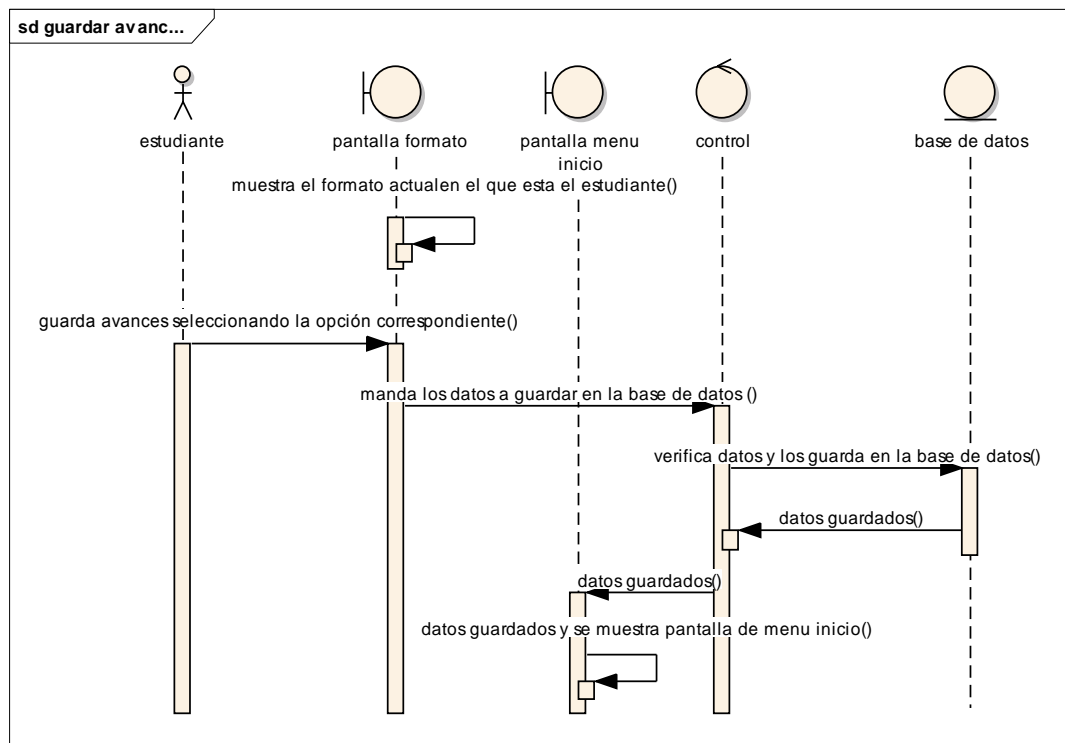 sd guardar avanc...
estudiante
pantalla formato
pantalla menu
inicio
control
base de datos
muestra el formato actualen el que esta el estudiante()
guarda avances seleccionando la opción correspondiente()
manda los datos a guardar en la base de datos ()
verifica datos y los guarda en la base de datos()
datos guardados()
datos guardados()
datos guardados y se muestra pantalla de menu inicio()